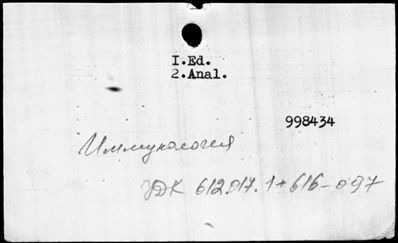 I.Ed.
2.Anal.
998434
Иммунология
УДК 612.017.1+616-097